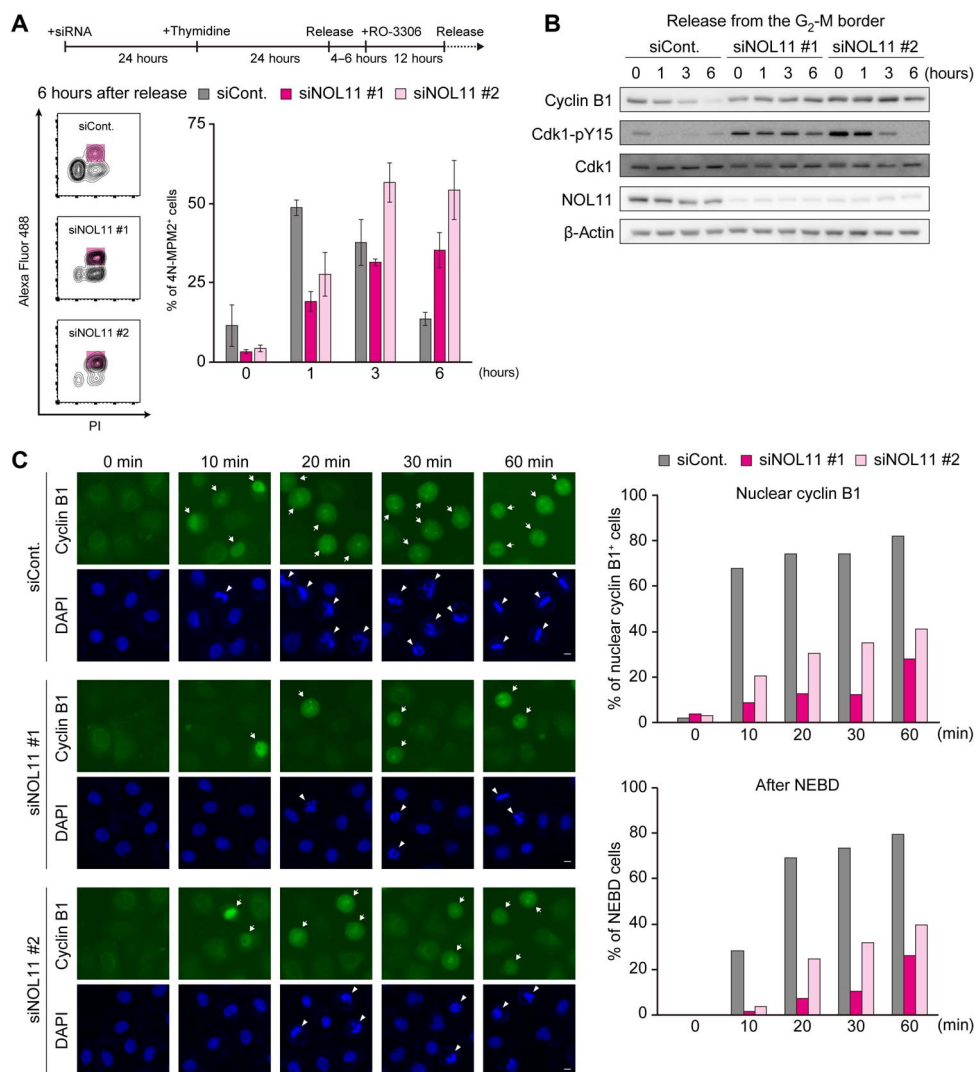 A
+siRNA +Thymidine Release +RO-3306 Release
24 hours 24 hours 4–6 hours 12 hours
6 hours after release siCont. siNOL11 #1 siNOL11 #2
siCont.
siNOL11 #1
siNOL11 #2
Alexa Fluor 488
PI
% of 4N-MPM2⁺ cells
75
50
25
0
0 1 3 6 (hours)
B
Release from the G₂-M border
siCont. siNOL11 #1 siNOL11 #2
0 1 3 6 0 1 3 6 0 1 3 6 (hours)
Cyclin B1
Cdk1-pY15
Cdk1
NOL11
β-Actin
C
0 min 10 min 20 min 30 min 60 min
siCont.
Cyclin B1
DAPI
siNOL11 #1
Cyclin B1
DAPI
siNOL11 #2
Cyclin B1
DAPI
siCont. siNOL11 #1 siNOL11 #2
Nuclear cyclin B1
% of nuclear cyclin B1⁺ cells
100
80
60
40
20
0
0 10 20 30 60 (min)
After NEBD
% of NEBD cells
100
80
60
40
20
0
0 10 20 30 60 (min)